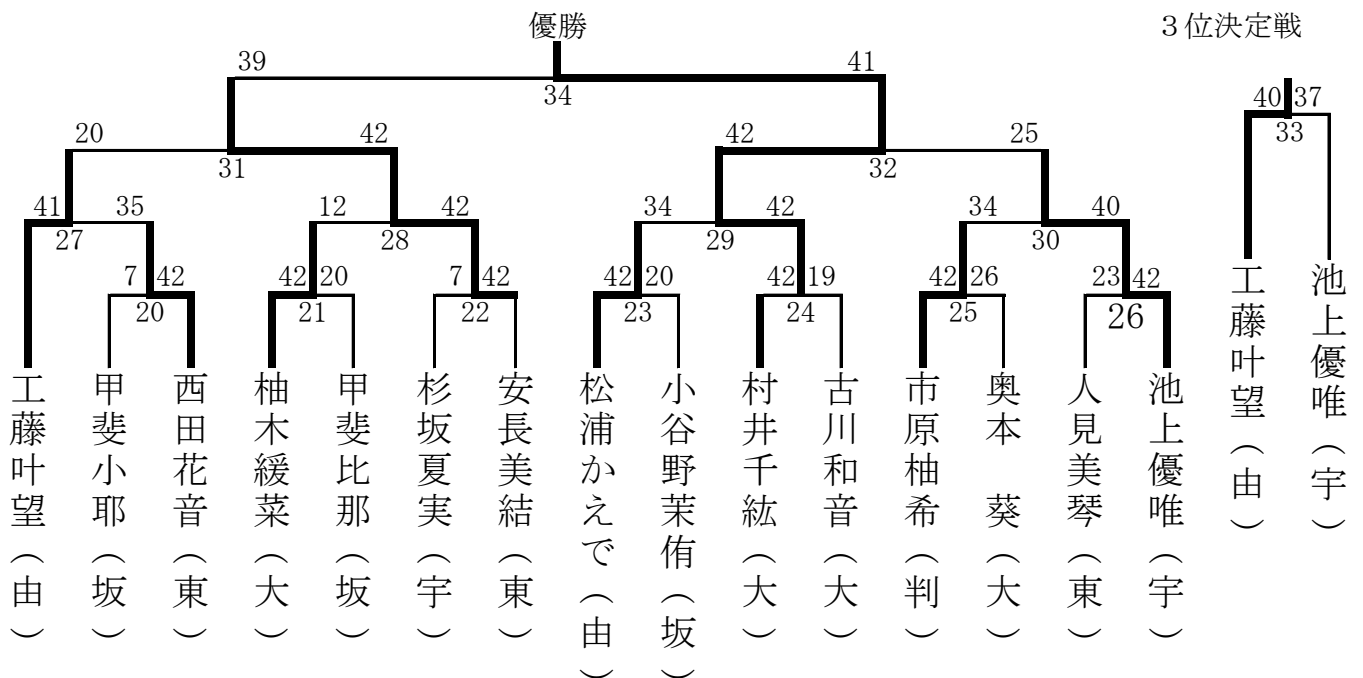 優勝
３位決定戦
39 41
34
40 37
33
20 42 42 25
31 32
41 35 12 42 34 42 34 40
27 28 29 30
7 42 42 20 7 42 42 20 42 19 42 26 23 42
20 21 22 23 24 25 26
工藤叶望（由）
甲斐小耶（坂）
西田花音（東）
柚木緩菜（大）
甲斐比那（坂）
杉坂夏実（宇）
安長美結（東）
松浦かえで（由）
小谷野茉侑（坂）
村井千紘（大）
古川和音（大）
市原柚希（判）
奥本　葵（大）
人見美琴（東）
池上優唯（宇）
工藤叶望（由）
池上優唯（宇）